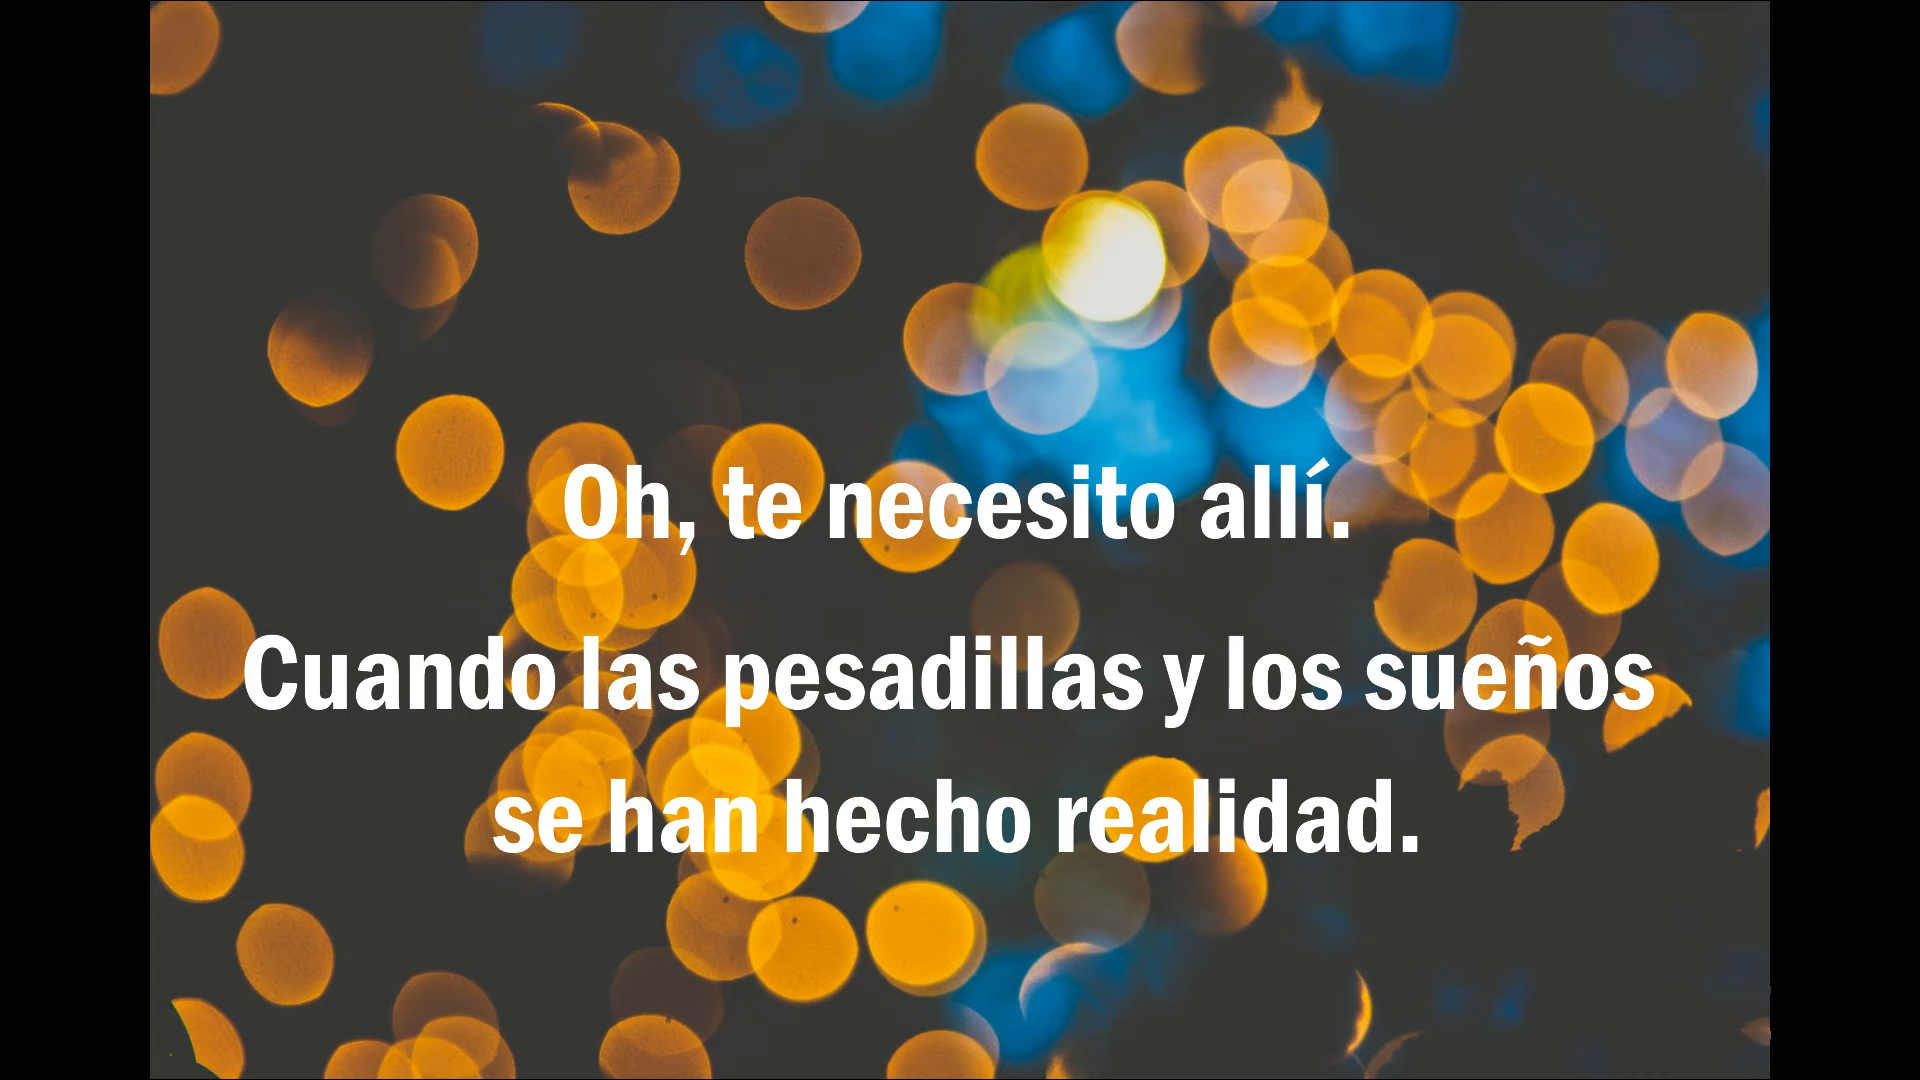 Oh, te necesito allí.
Cuando las pesadillas y los sueños
se han hecho realidad.